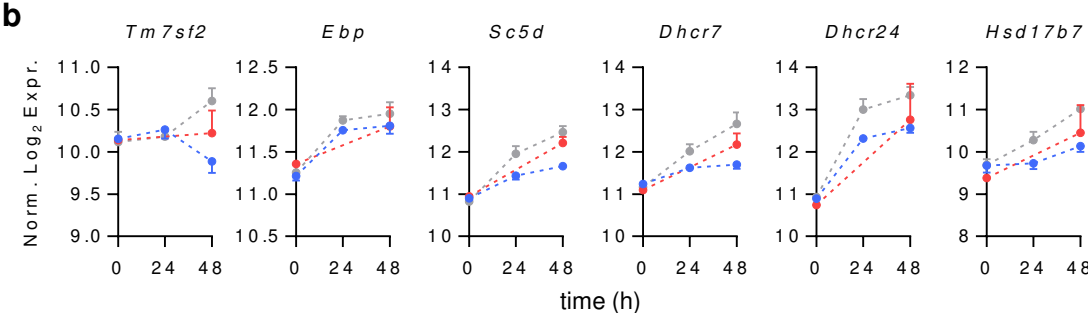 b
Tm7sf2 Ebp Sc5d Dhcr7 Dhcr24 Hsd17b7
Norm. Log2 Expr.
11.0 12.5 14 14 14 12
10.5 12.0 13 13 13 11
10.0 11.5 12 12 12 10
9.5 11.0 11 11 11 9
9.0 10.5 10 10 10 8
0 24 48 0 24 48 0 24 48 0 24 48 0 24 48 0 24 48
time (h)